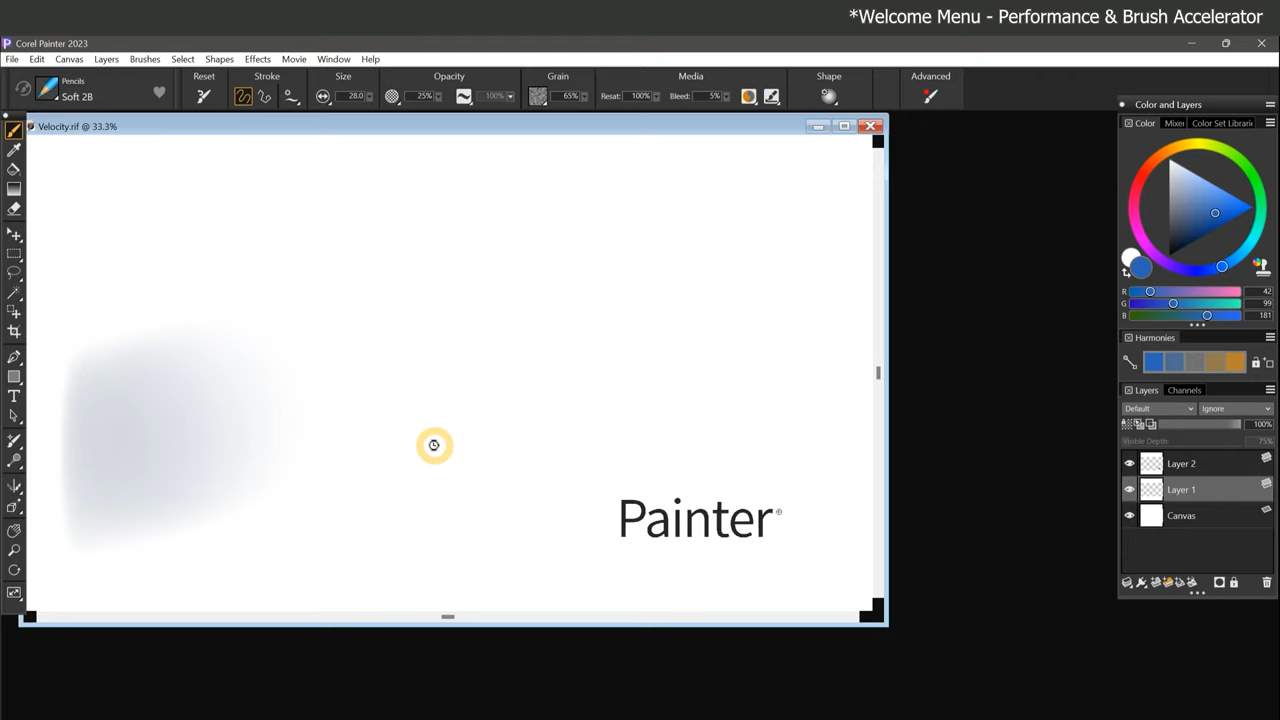 *Welcome Menu - Performance & Brush Accelerator
Corel Painter 2023
File Edit Canvas Layers Brushes Select Shapes Effects Movie Window Help
Pencils
Soft 2B
Reset Stroke Size Opacity Grain Media Shape Advanced
28.0 25% 100% 65% Resat: 100% Bleed: 5%
Color and Layers
Velocity.rif @ 33.3%
Color Mixer Color Set Librari
R 42
G 99
B 181
Harmonies
Layers Channels
Default Ignore
100%
Visible Depth: 75%
Layer 2
Layer 1
Canvas
Painter®